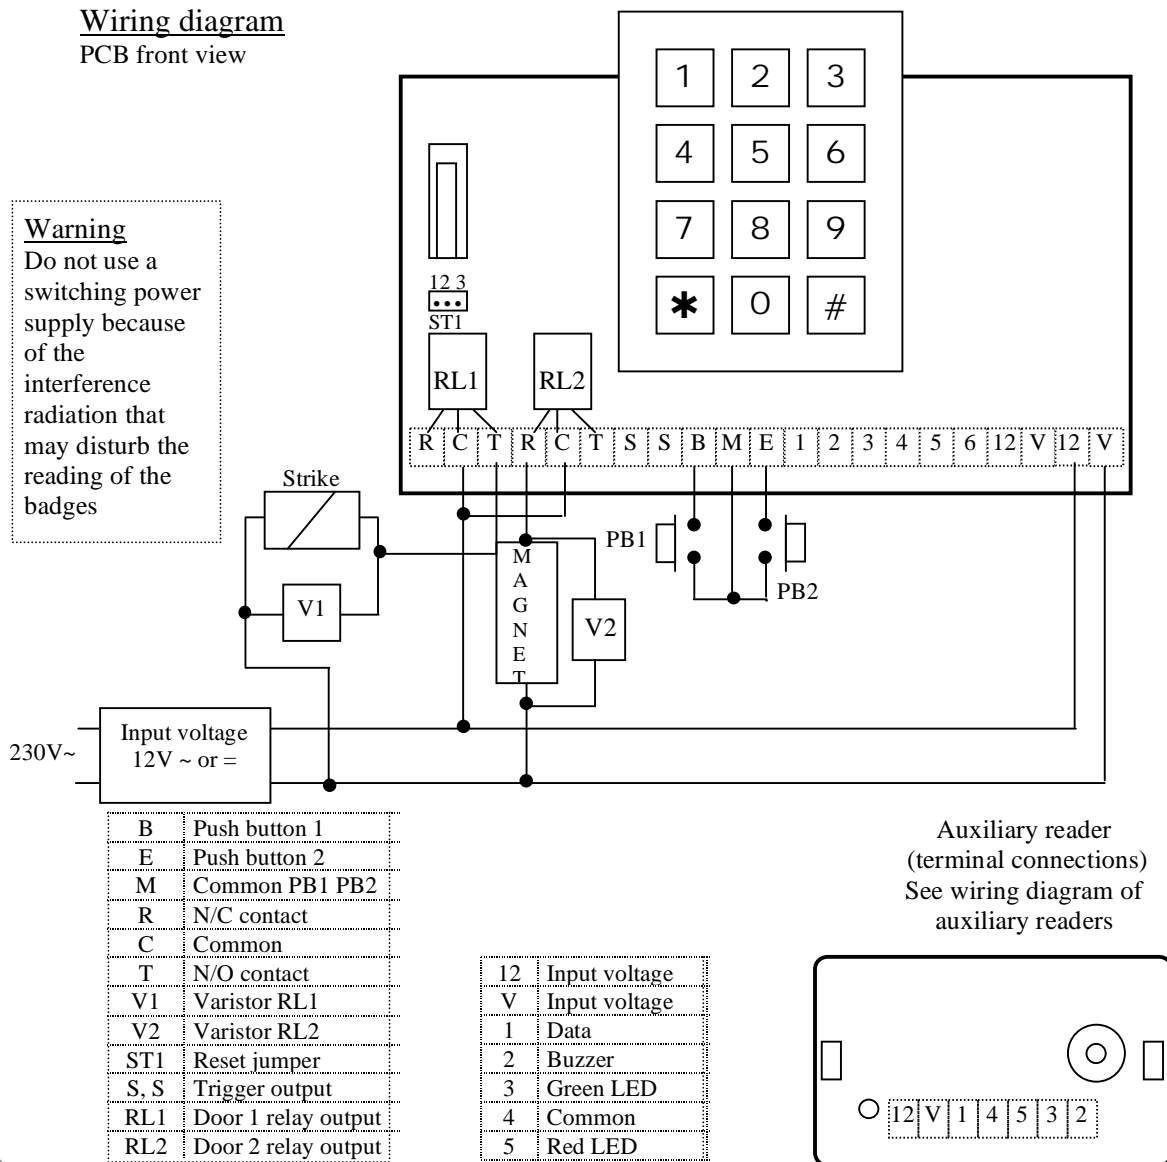 Wiring diagram
PCB front view
1 2 3
4 5 6
7 8 9
* 0 #
Warning
Do not use a
switching power
supply because
of the
interference
radiation that
may disturb the
reading of the
badges
12 3
ST1
RL1 RL2
R C T R C T S S B M E 1 2 3 4 5 6 12 V 12 V
Strike
V1
MAGNET
V2
PB1
PB2
230V~
Input voltage
12V ~ or =
B Push button 1
E Push button 2
M Common PB1 PB2
R N/C contact
C Common
T N/O contact
V1 Varistor RL1
V2 Varistor RL2
ST1 Reset jumper
S, S Trigger output
RL1 Door 1 relay output
RL2 Door 2 relay output
12 Input voltage
V Input voltage
1 Data
2 Buzzer
3 Green LED
4 Common
5 Red LED
Auxiliary reader
(terminal connections)
See wiring diagram of
auxiliary readers
12 V 1 4 5 3 2